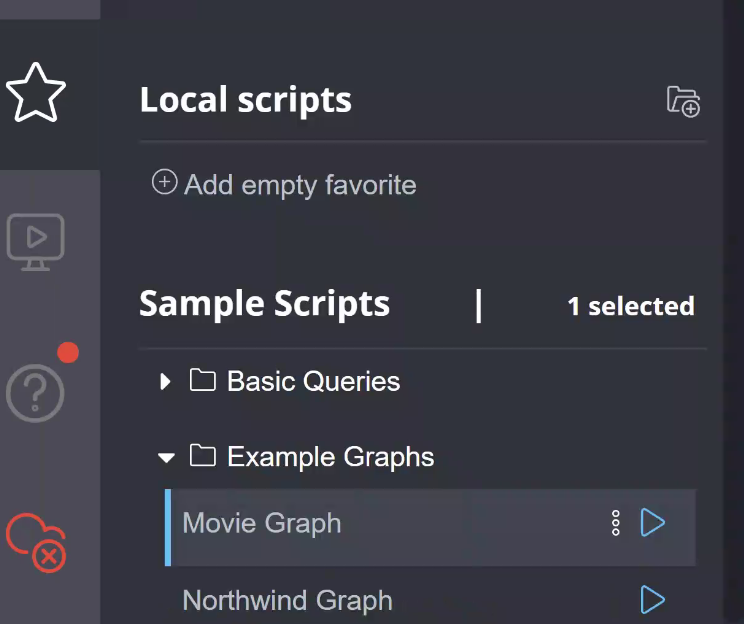 Local scripts
Add empty favorite
Sample Scripts | 1 selected
Basic Queries
Example Graphs
Movie Graph
Northwind Graph